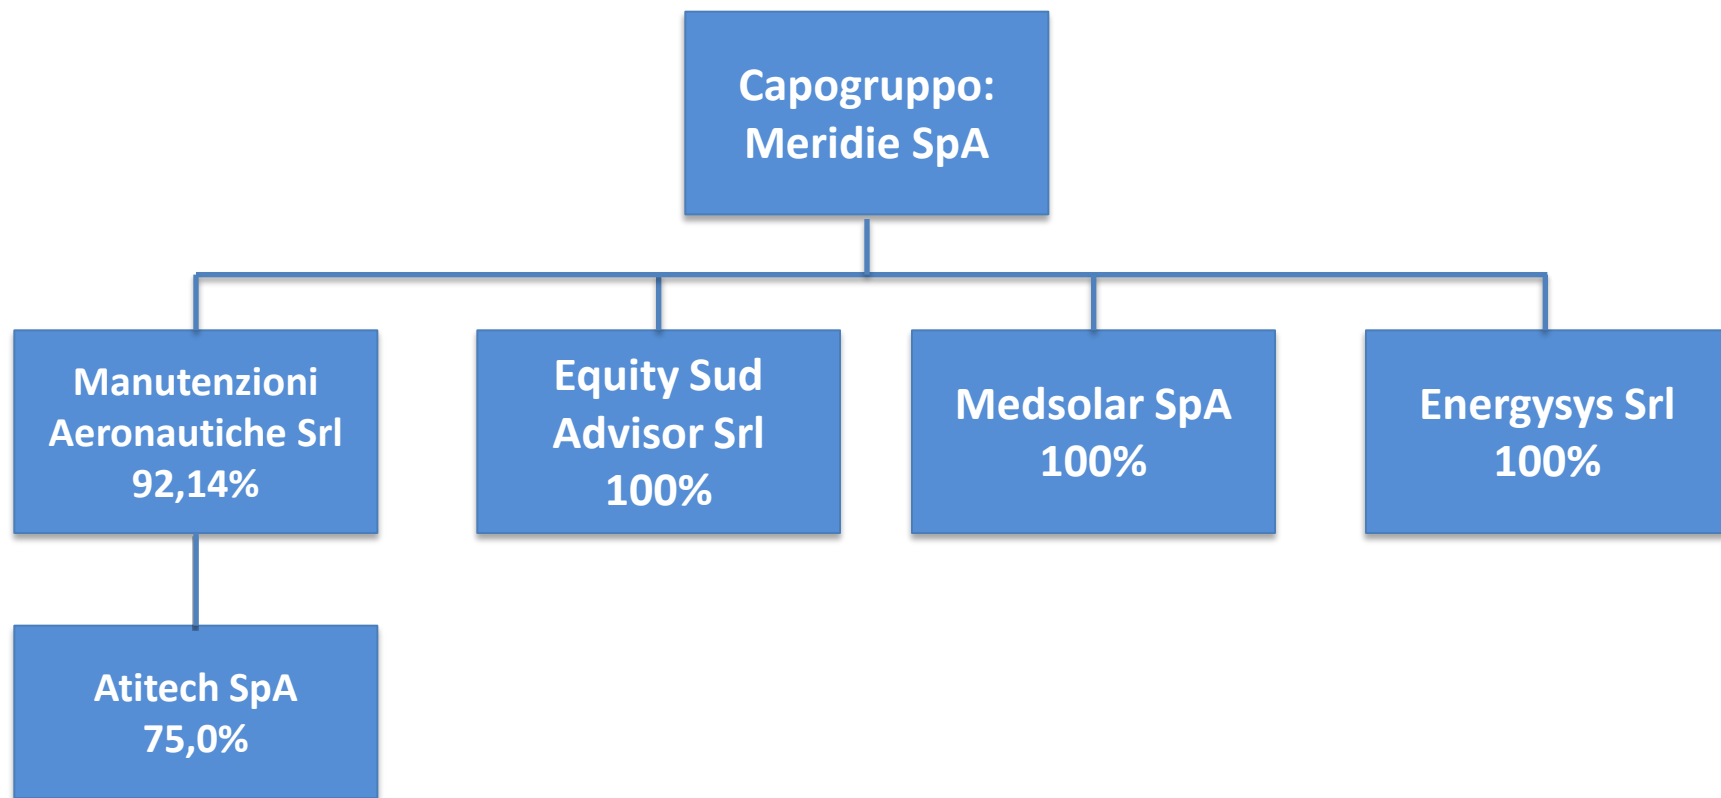 Capogruppo:
Meridie SpA
Manutenzioni
Aeronautiche Srl
92,14%
Equity Sud
Advisor Srl
100%
Medsolar SpA
100%
Energysys Srl
100%
Atitech SpA
75,0%